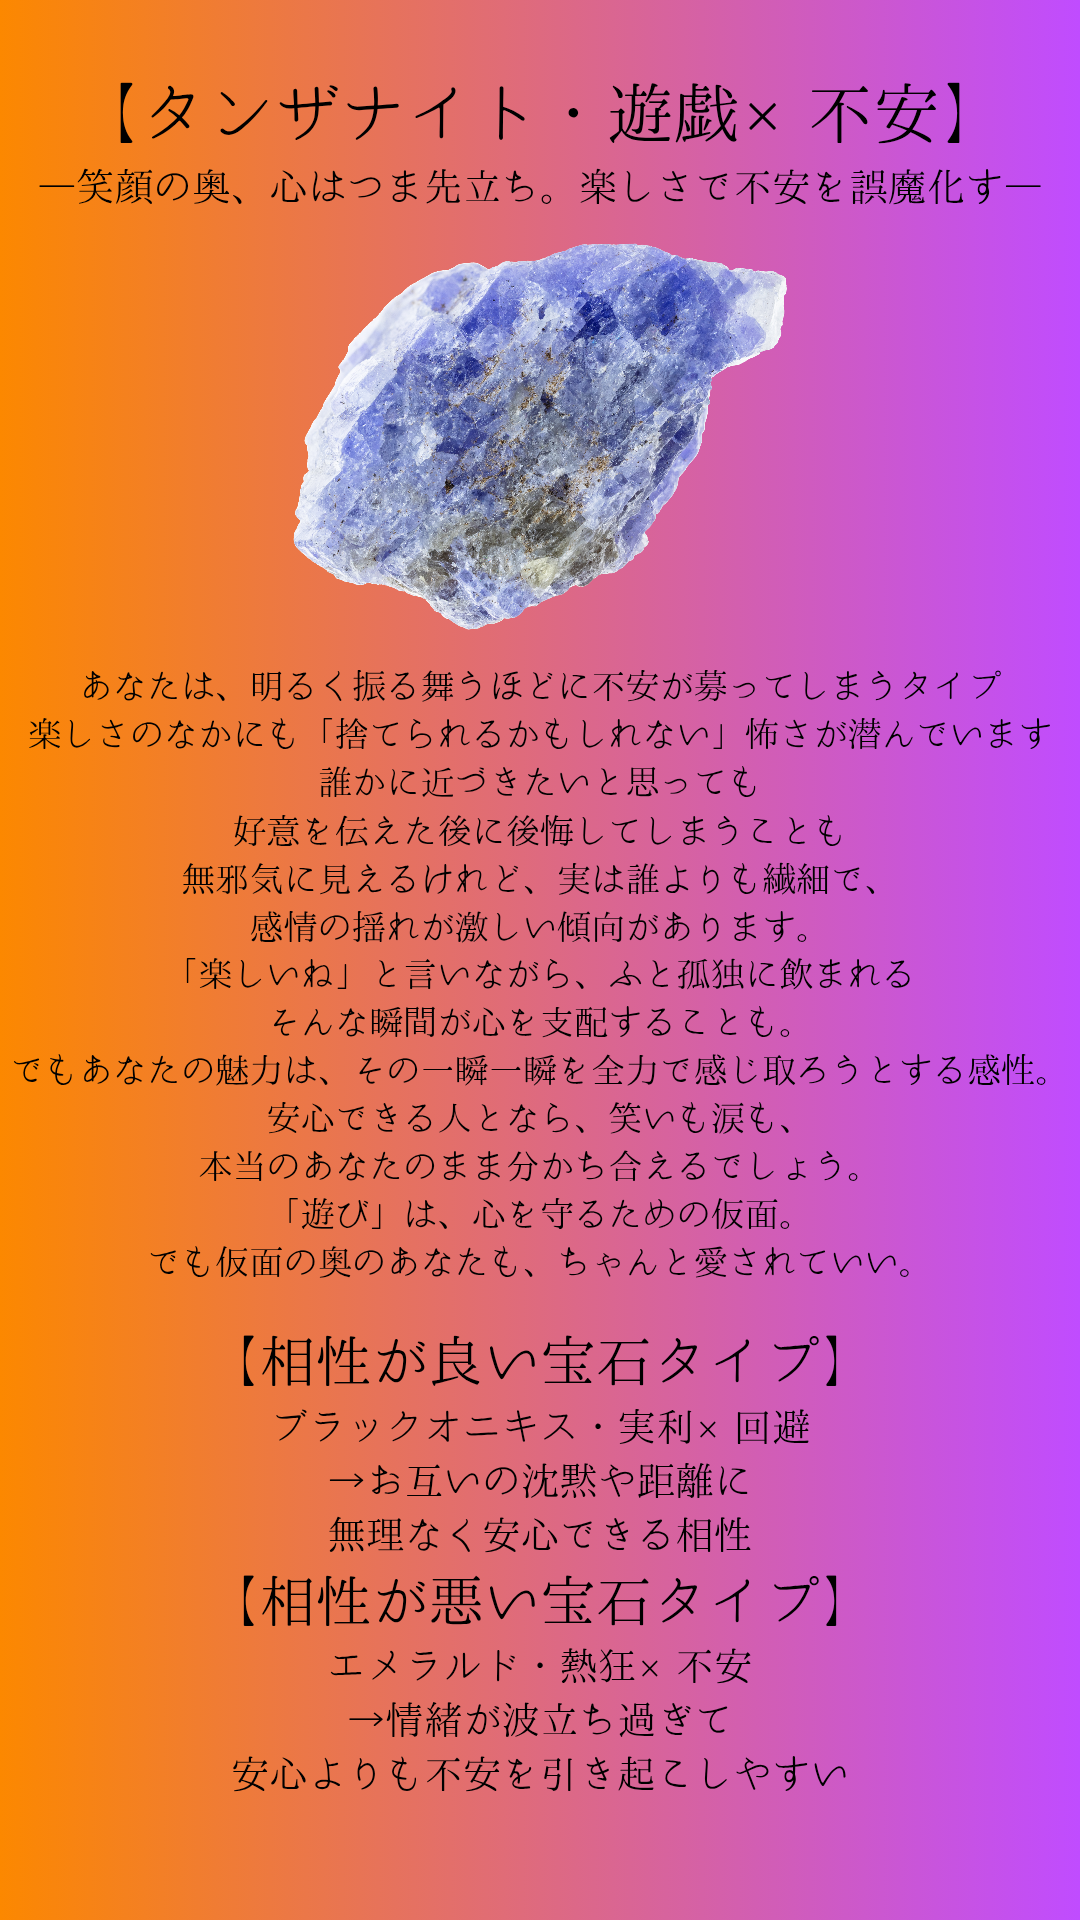 【タンザナイト・遊戯× 不安】
―笑顔の奥、心はつま先立ち。楽しさで不安を誤魔化す―
あなたは、明るく振る舞うほどに不安が募ってしまうタイプ
楽しさのなかにも「捨てられるかもしれない」怖さが潜んでいます
誰かに近づきたいと思っても
好意を伝えた後に後悔してしまうことも
無邪気に見えるけれど、実は誰よりも繊細で、
感情の揺れが激しい傾向があります。
「楽しいね」と言いながら、ふと孤独に飲まれる
そんな瞬間が心を支配することも。
でもあなたの魅力は、その一瞬一瞬を全力で感じ取ろうとする感性。
安心できる人となら、笑いも涙も、
本当のあなたのまま分かち合えるでしょう。
「遊び」は、心を守るための仮面。
でも仮面の奥のあなたも、ちゃんと愛されていい。
【相性が良い宝石タイプ】
ブラックオニキス・実利× 回避
→お互いの沈黙や距離に
無理なく安心できる相性
【相性が悪い宝石タイプ】
エメラルド・熱狂× 不安
→情緒が波立ち過ぎて
安心よりも不安を引き起こしやすい